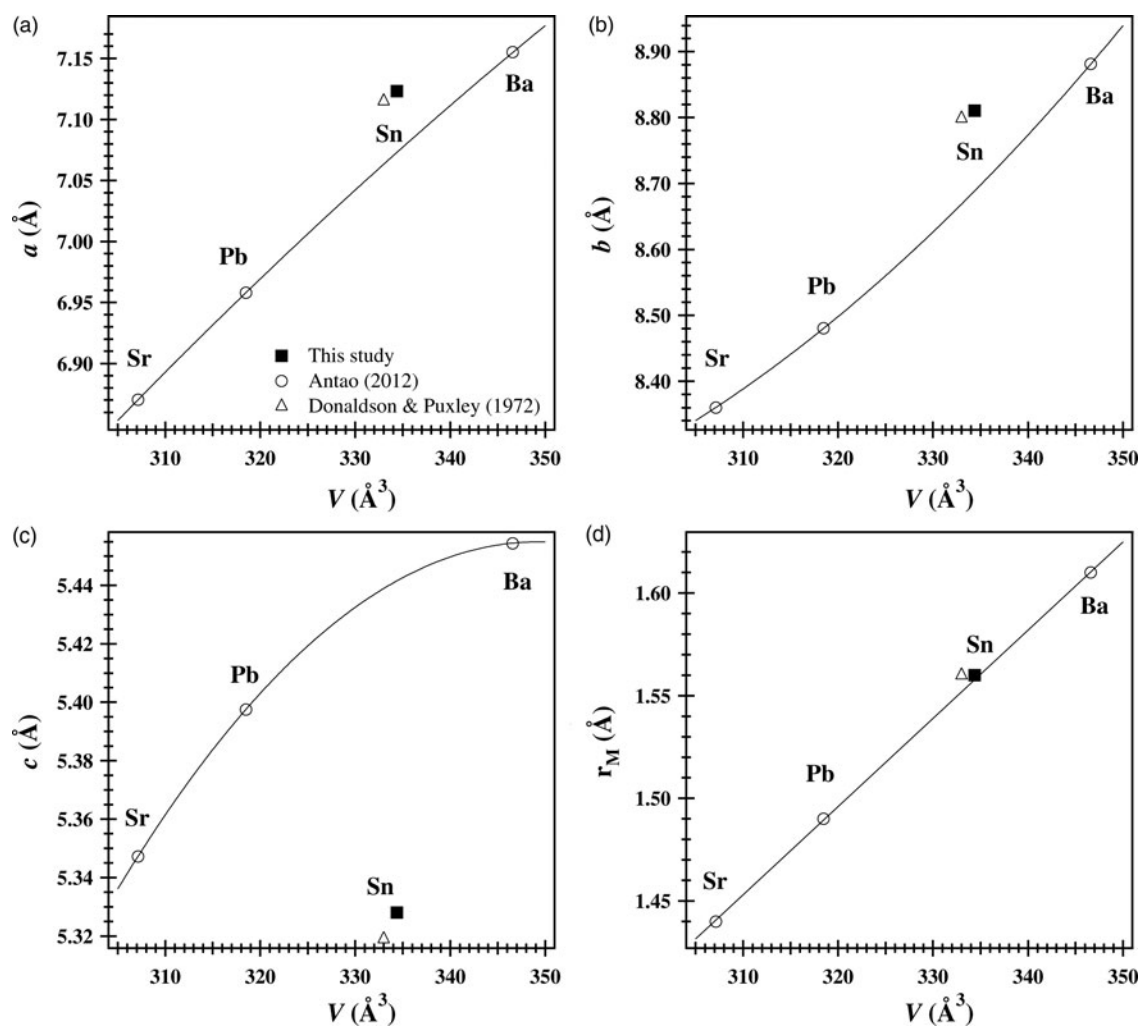 (a)
7.15
7.10
7.05
7.00
6.95
6.90
a (Å)
Ba
Sn
Pb
Sr
This study
Antao (2012)
Donaldson & Puxley (1972)
310 320 330 340 350
V (Å³)
(b)
8.90
8.80
8.70
8.60
8.50
8.40
b (Å)
Ba
Sn
Pb
Sr
310 320 330 340 350
V (Å³)
(c)
5.44
5.42
5.40
5.38
5.36
5.34
5.32
c (Å)
Ba
Pb
Sr
Sn
310 320 330 340 350
V (Å³)
(d)
1.60
1.55
1.50
1.45
r_M (Å)
Sn
Ba
Pb
Sr
310 320 330 340 350
V (Å³)